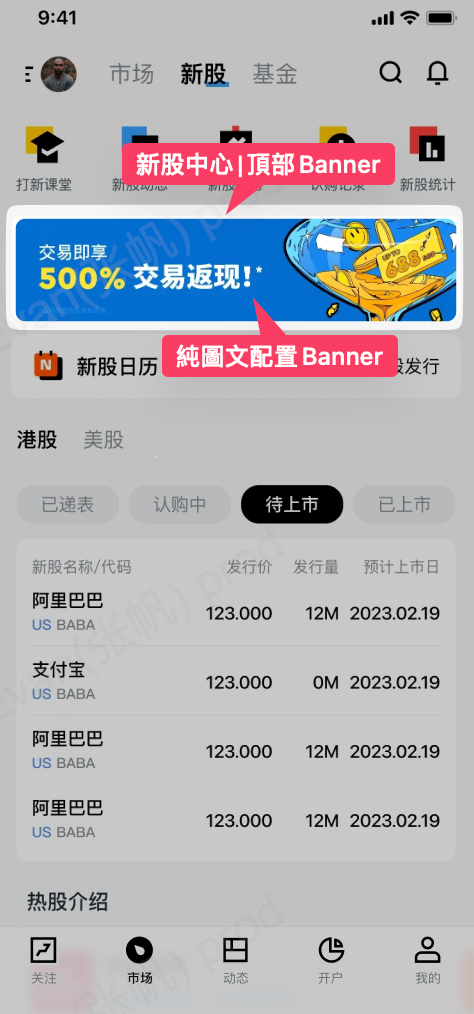 9:41
市场 新股 基金
打新课堂 新股动态 认购记录 新股统计
新股中心|頂部 Banner
交易即享
500% 交易返现!*
UP TO
688
純圖文配置 Banner
N 新股日历 股发行
港股 美股
已递表 认购中 待上市 已上市
新股名称/代码 发行价 发行量 预计上市日
阿里巴巴
123.000 12M 2023.02.19
US BABA
支付宝
123.000 0M 2023.02.19
US BABA
阿里巴巴
123.000 12M 2023.02.19
US BABA
阿里巴巴
123.000 12M 2023.02.19
US BABA
热股介绍
关注 市场 动态 开户 我的
Evan(张帆) prod